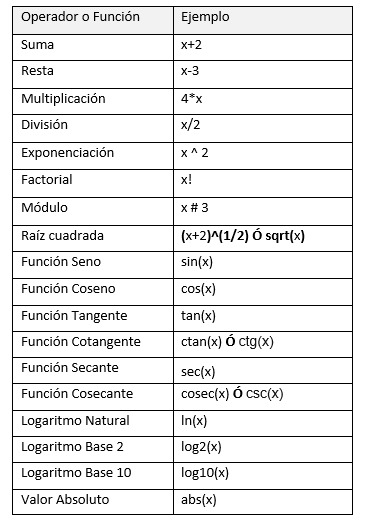 Operador o Función Ejemplo
Suma x+2
Resta x-3
Multiplicación 4*x
División x/2
Exponenciación x ^ 2
Factorial x!
Módulo x # 3
Raíz cuadrada (x+2)^(1/2) Ó sqrt(x)
Función Seno sin(x)
Función Coseno cos(x)
Función Tangente tan(x)
Función Cotangente ctan(x) Ó ctg(x)
Función Secante sec(x)
Función Cosecante cosec(x) Ó csc(x)
Logaritmo Natural ln(x)
Logaritmo Base 2 log2(x)
Logaritmo Base 10 log10(x)
Valor Absoluto abs(x)